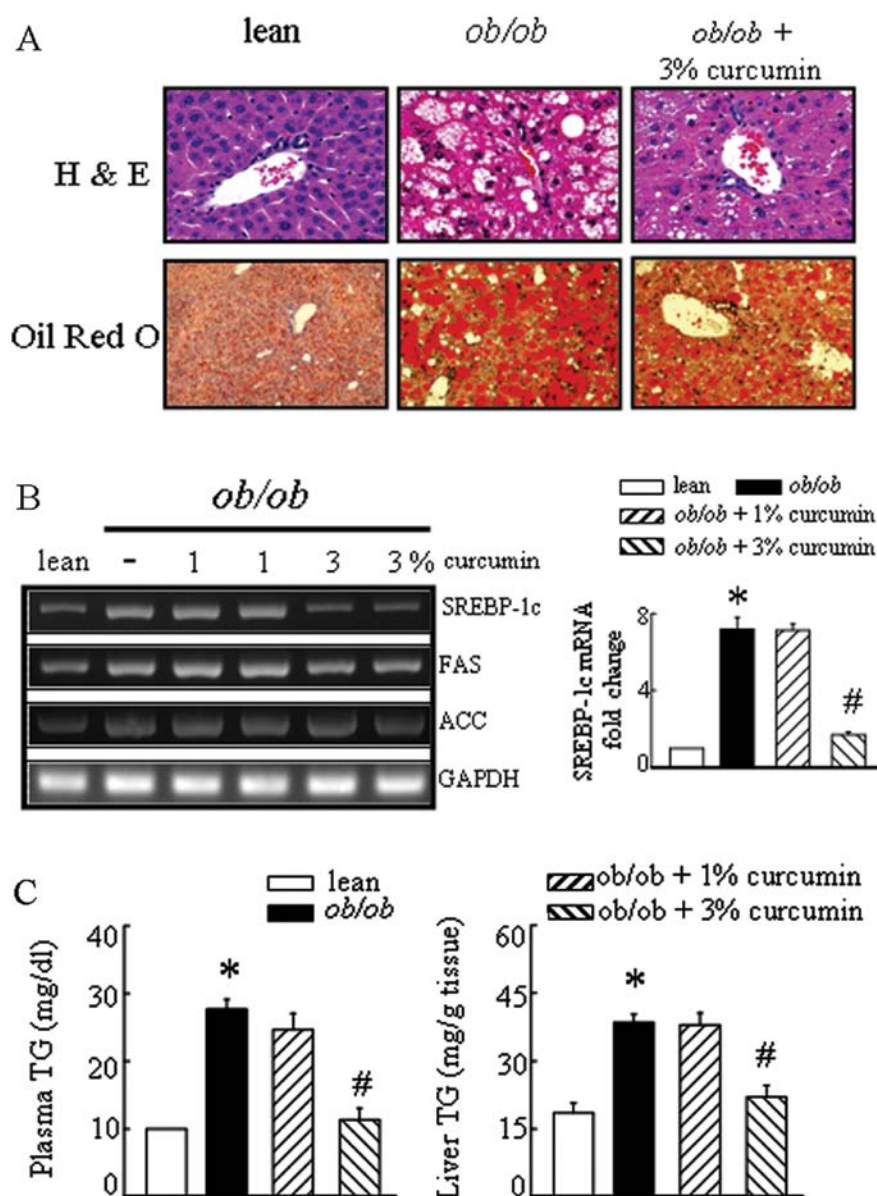 A
lean
ob/ob
ob/ob +
3% curcumin
H & E
Oil Red O
B
ob/ob
lean - 1 1 3 3 % curcumin
SREBP-1c
FAS
ACC
GAPDH
lean ob/ob
ob/ob + 1% curcumin
ob/ob + 3% curcumin
SREBP-1c mRNA
fold change
8
4
0
*
#
C
lean
ob/ob
ob/ob + 1% curcumin
ob/ob + 3% curcumin
Plasma TG (mg/dl)
40
30
20
10
0
*
#
Liver TG (mg/g tissue)
60
45
30
15
0
*
#